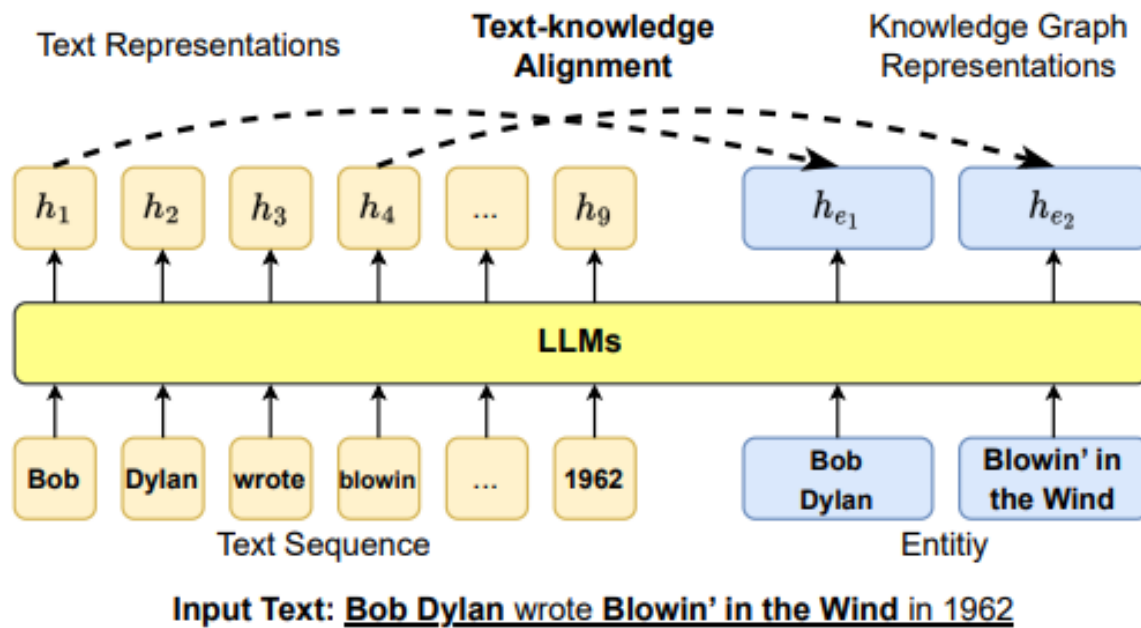 Text Representations
Text-knowledge
Alignment
Knowledge Graph
Representations
h₁ h₂ h₃ h₄ ... h₉ hₑ₁ hₑ₂
LLMs
Bob Dylan wrote blowin ... 1962
Bob
Dylan
Blowin' in
the Wind
Text Sequence
Entitiy
Input Text: Bob Dylan wrote Blowin' in the Wind in 1962